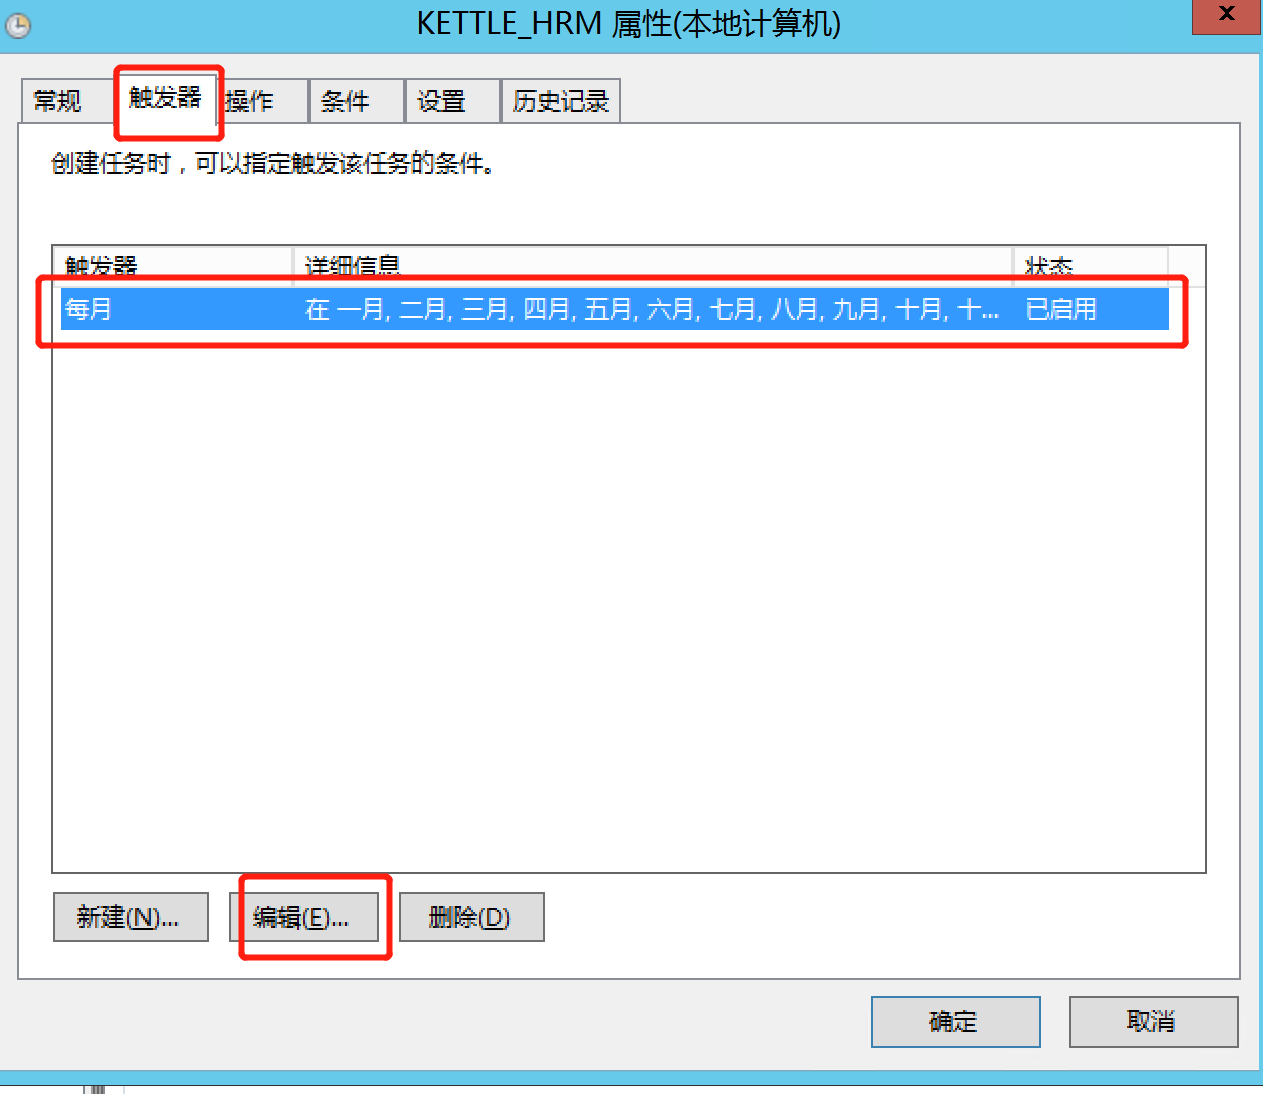 KETTLE_HRM 属性(本地计算机)
x
常规 触发器 操作 条件 设置 历史记录
创建任务时，可以指定触发该任务的条件。
触发器 详细信息 状态
每月 在 一月, 二月, 三月, 四月, 五月, 六月, 七月, 八月, 九月, 十月, 十... 已启用
新建(N)... 编辑(E)... 删除(D)
确定 取消